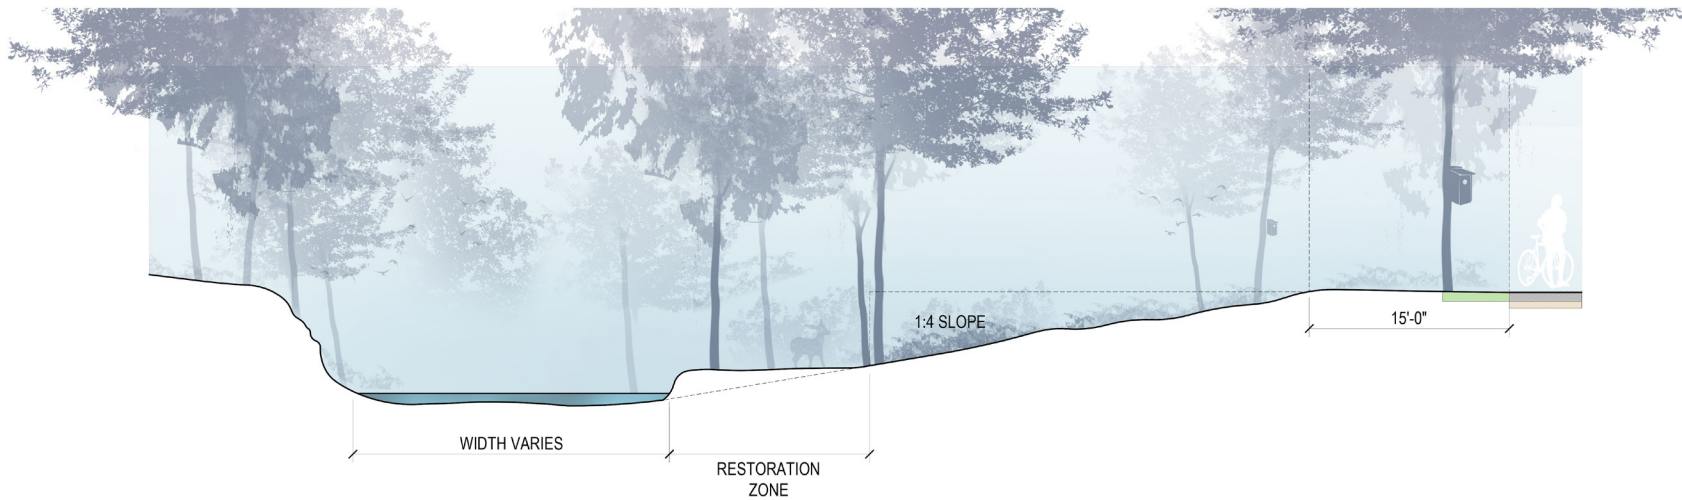 1:4 SLOPE
15'-0"
WIDTH VARIES
RESTORATION
ZONE